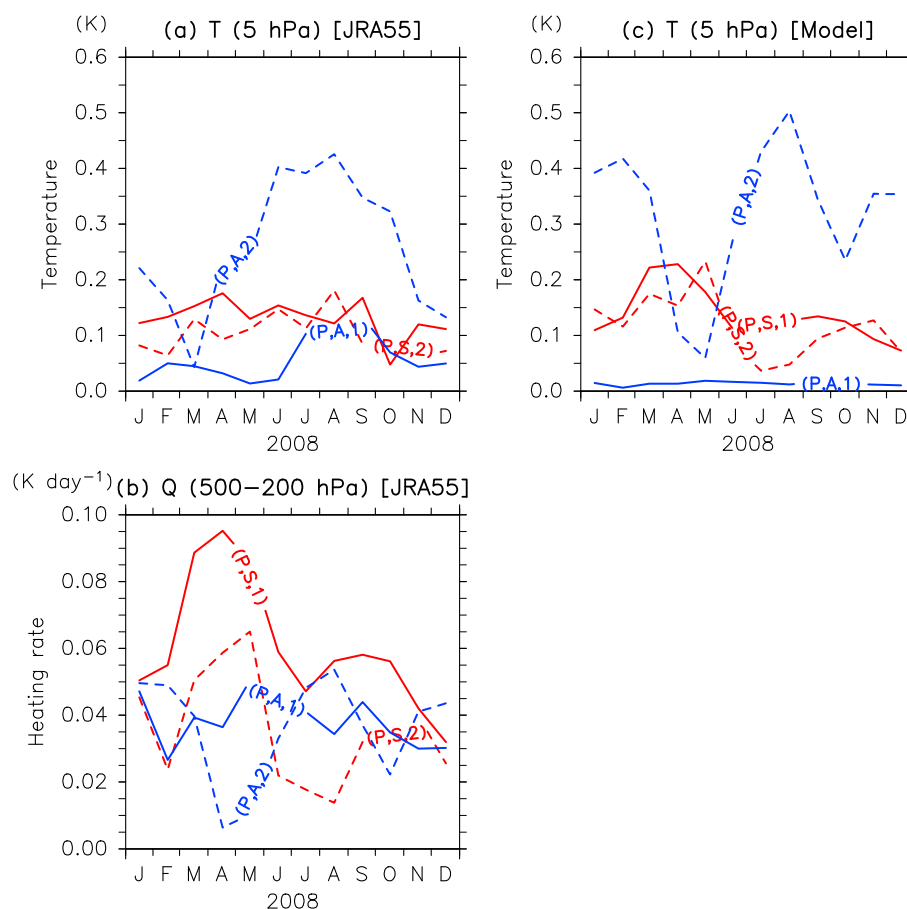 (K)
(a) T (5 hPa) [JRA55]
0.6
0.5
0.4
0.3
0.2
0.1
0.0
Temperature
(P,A,2)
(P,A,1)
(P,S,2)
J F M A M J J A S O N D
2008
(K)
(c) T (5 hPa) [Model]
0.6
0.5
0.4
0.3
0.2
0.1
0.0
Temperature
(P,A,2)
(P,S,2)
(P,S,1)
(P,A,1)
J F M A M J J A S O N D
2008
(K day⁻¹)
(b) Q (500−200 hPa) [JRA55]
0.10
0.08
0.06
0.04
0.02
0.00
Heating rate
(P,S,1)
(P,A,1)
(P,S,2)
(P,A,2)
J F M A M J J A S O N D
2008